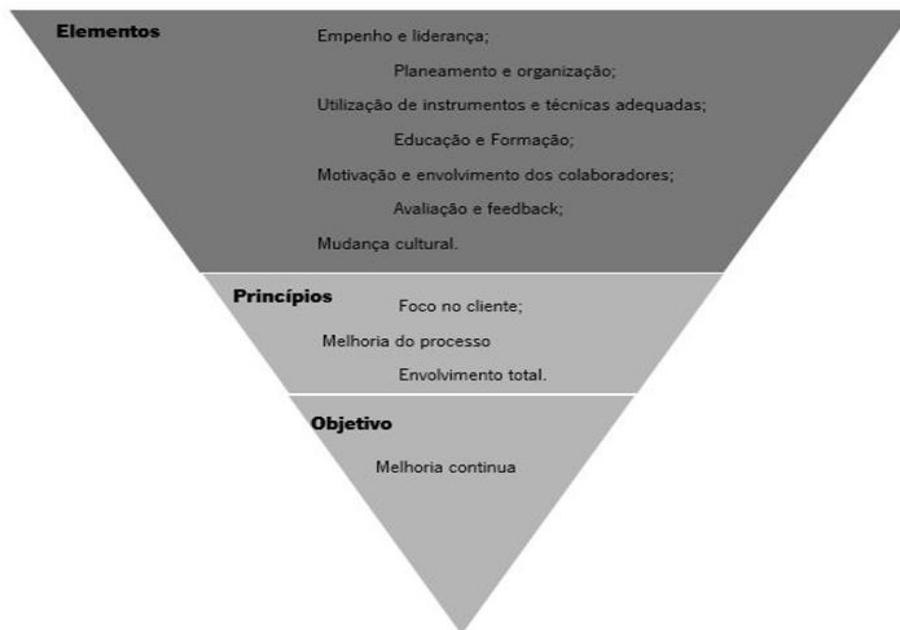 Elementos
Empenho e liderança;
Planeamento e organização;
Utilização de instrumentos e técnicas adequadas;
Educação e Formação;
Motivação e envolvimento dos colaboradores;
Avaliação e feedback;
Mudança cultural.
Princípios
Foco no cliente;
Melhoria do processo
Envolvimento total.
Objetivo
Melhoria continua